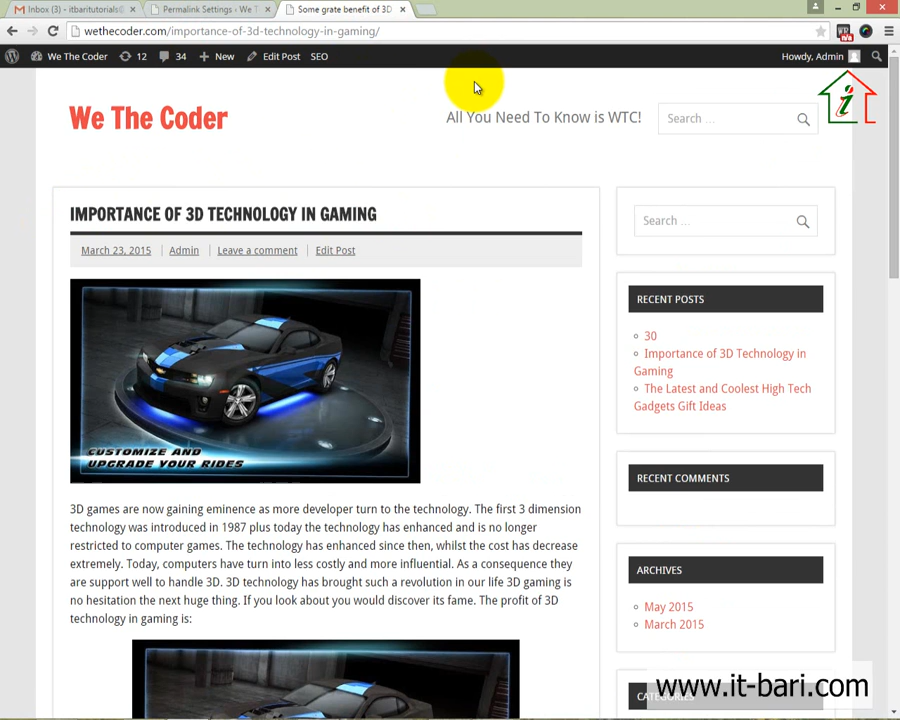 Inbox (3) - itbaritutorials@
Permalink Settings ‹ We T
Some grate benefit of 3D
wethecoder.com/importance-of-3d-technology-in-gaming/
We The Coder
12
34
New
Edit Post
SEO
Howdy, Admin
We The Coder
All You Need To Know is WTC!
Search …
i
IMPORTANCE OF 3D TECHNOLOGY IN GAMING
March 23, 2015
Admin
Leave a comment
Edit Post
CUSTOMIZE AND
UPGRADE YOUR RIDES
3D games are now gaining eminence as more developer turn to the technology. The first 3 dimension
technology was introduced in 1987 plus today the technology has enhanced and is no longer
restricted to computer games. The technology has enhanced since then, whilst the cost has decrease
extremely. Today, computers have turn into less costly and more influential. As a consequence they
are support well to handle 3D. 3D technology has brought such a revolution in our life 3D gaming is
no hesitation the next huge thing. If you look about you would discover its fame. The profit of 3D
technology in gaming is:
Search …
RECENT POSTS
30
Importance of 3D Technology in
Gaming
The Latest and Coolest High Tech
Gadgets Gift Ideas
RECENT COMMENTS
ARCHIVES
May 2015
March 2015
CATEGORIES
www.it-bari.com